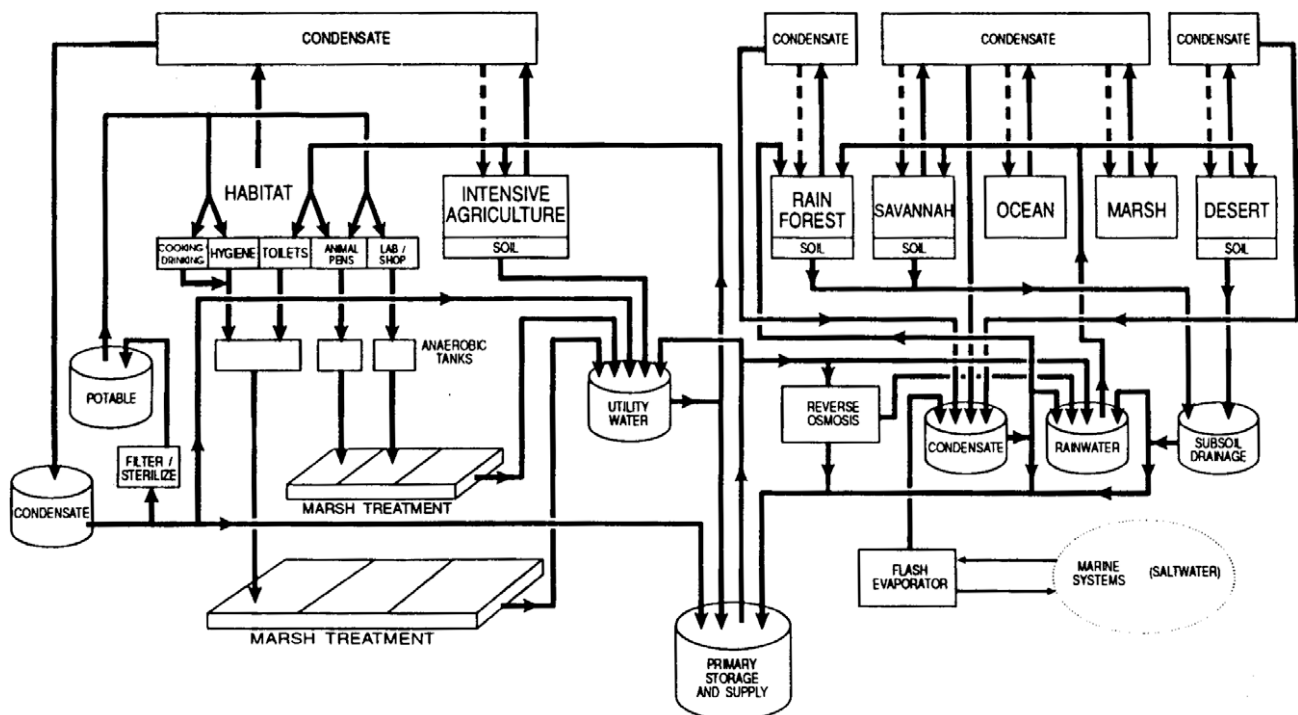 CONDENSATE
CONDENSATE
CONDENSATE
CONDENSATE
HABITAT
INTENSIVE
AGRICULTURE
SOIL
RAIN
FOREST
SOIL
SAVANNAH
SOIL
OCEAN
MARSH
DESERT
SOIL
COOKING/
DRINKING
HYGIENE
TOILETS
ANIMAL
PENS
LAB/
SHOP
ANAEROBIC
TANKS
POTABLE
UTILITY
WATER
REVERSE
OSMOSIS
CONDENSATE
RAINWATER
SUBSOIL
DRAINAGE
FILTER/
STERILIZE
CONDENSATE
MARSH TREATMENT
FLASH
EVAPORATOR
MARINE
SYSTEMS
(SALTWATER)
MARSH TREATMENT
PRIMARY
STORAGE
AND SUPPLY